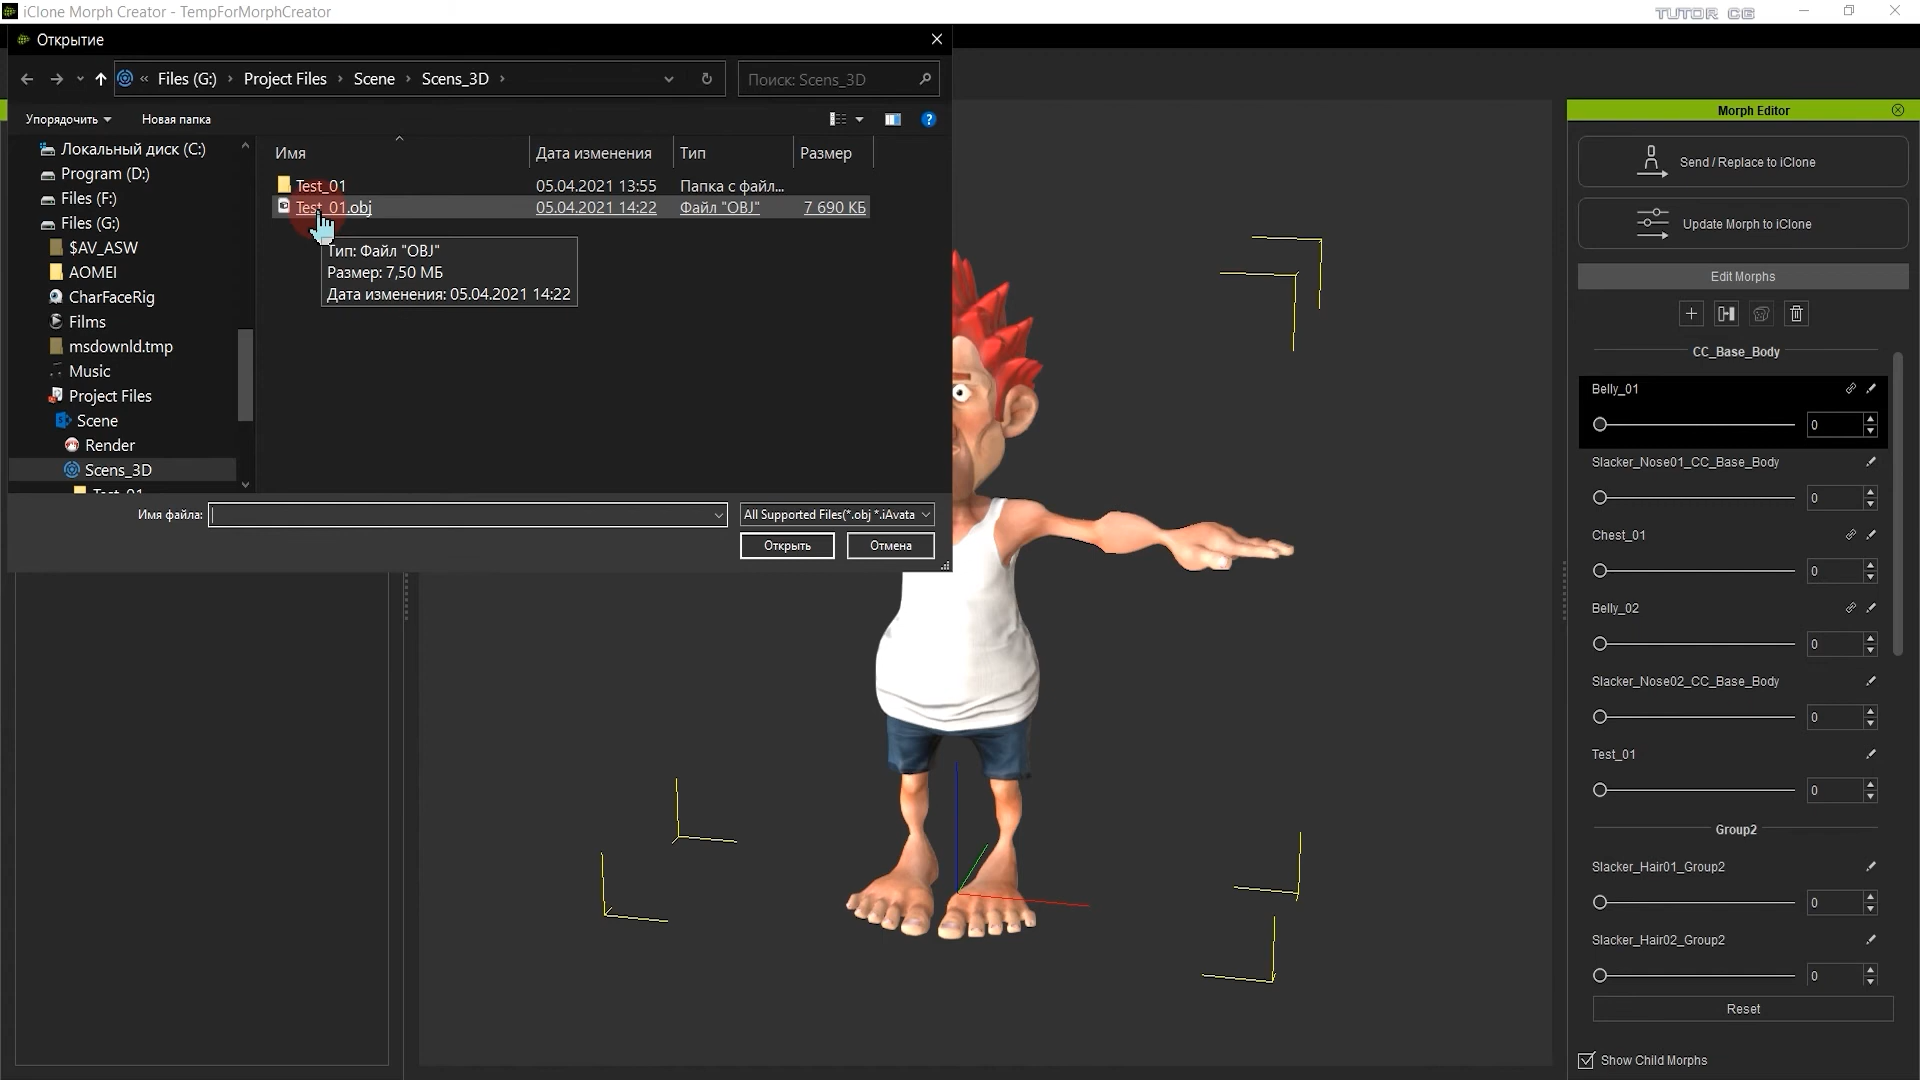 iClone Morph Creator - TempForMorphCreator
TUTOR CG
Открытие
« Files (G:) › Project Files › Scene › Scens_3D ›
Поиск: Scens_3D
Упорядочить
Новая папка
Имя Дата изменения Тип Размер
Test_01 05.04.2021 13:55 Папка с файл...
Test_01.obj 05.04.2021 14:22 Файл "OBJ" 7 690 КБ
Тип: Файл "OBJ"
Размер: 7,50 МБ
Дата изменения: 05.04.2021 14:22
Локальный диск (C:)
Program (D:)
Files (F:)
Files (G:)
$AV_ASW
AOMEI
CharFaceRig
Films
msdownld.tmp
Music
Project Files
Scene
Render
Scens_3D
Test_01
Имя файла:
All Supported Files(*.obj *.iAvata
Открыть
Отмена
Morph Editor
Send / Replace to iClone
Update Morph to iClone
Edit Morphs
CC_Base_Body
Belly_01
0
Slacker_Nose01_CC_Base_Body
0
Chest_01
0
Belly_02
0
Slacker_Nose02_CC_Base_Body
0
Test_01
0
Group2
Slacker_Hair01_Group2
0
Slacker_Hair02_Group2
0
Reset
Show Child Morphs